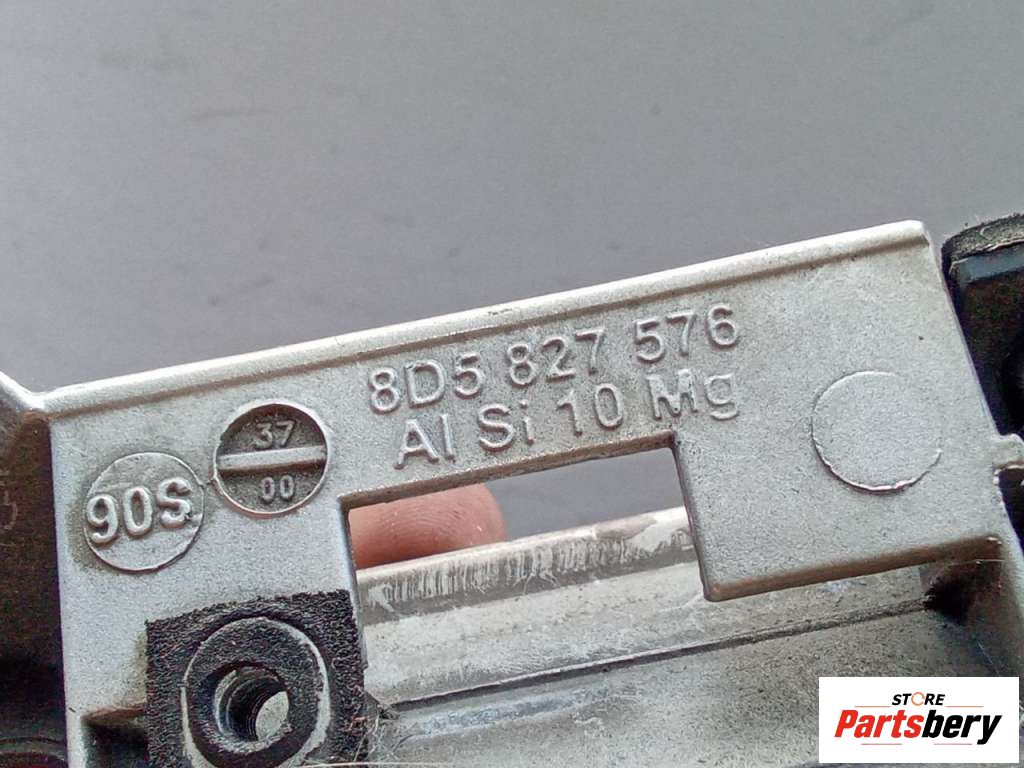 8D5 827 576
Al Si 10 Mg
37
00
90S
STORE
Partsbery